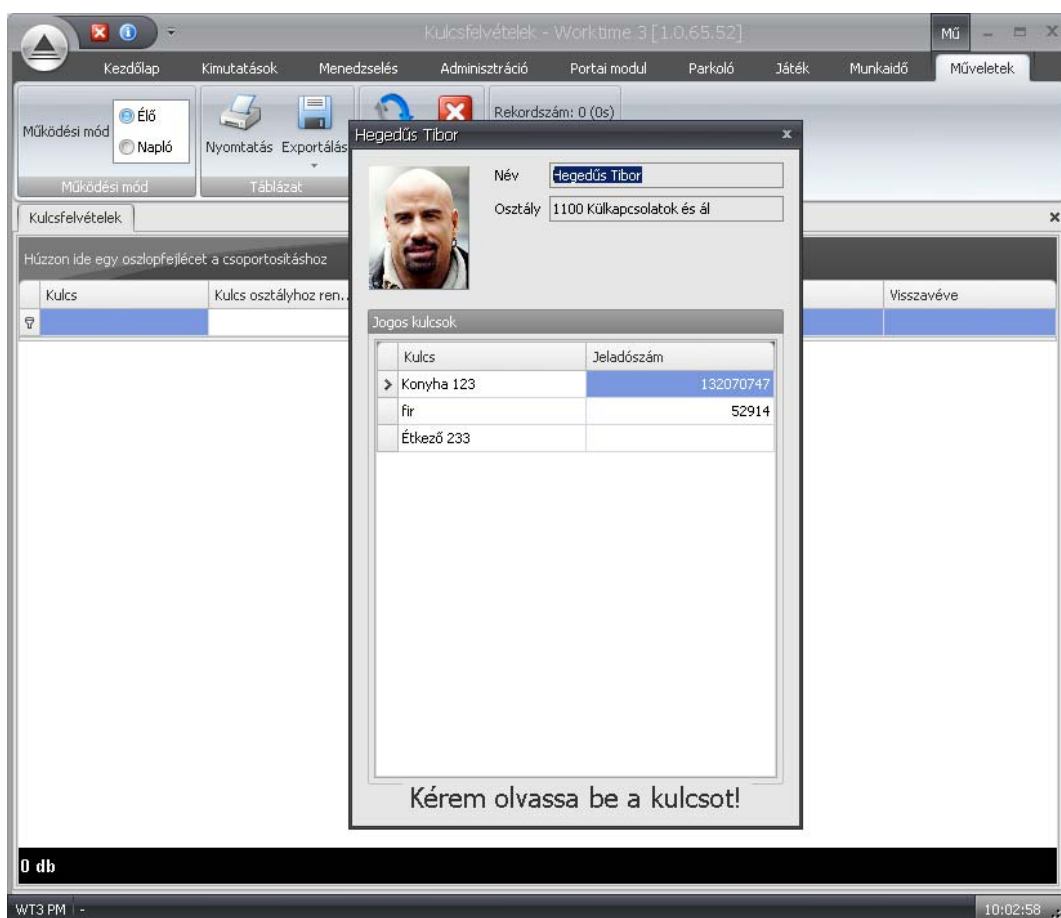 Kulcsfelvételek - Worktime 3 [1.0.65.52]
Mű
Kezdőlap Kimutatások Menedzselés Adminisztráció Portai modul Parkoló Játék Munkaidő Műveletek
Működési mód
Élő
Napló
Nyomtatás Exportálás
Rekordszám: 0 (0s)
Működési mód Táblázat
Kulcsfelvételek
Húzzon ide egy oszlopfejlécet a csoportosításhoz
Kulcs Kulcs osztályhoz ren.. Visszavéve
Hegedűs Tibor
Név Hegedűs Tibor
Osztály 1100 Külkapcsolatok és ál
Jogos kulcsok
Kulcs Jeladószám
Konyha 123 132070747
fir 52914
Étkező 233
Kérem olvassa be a kulcsot!
0 db
WT3 PM - 10:02:58